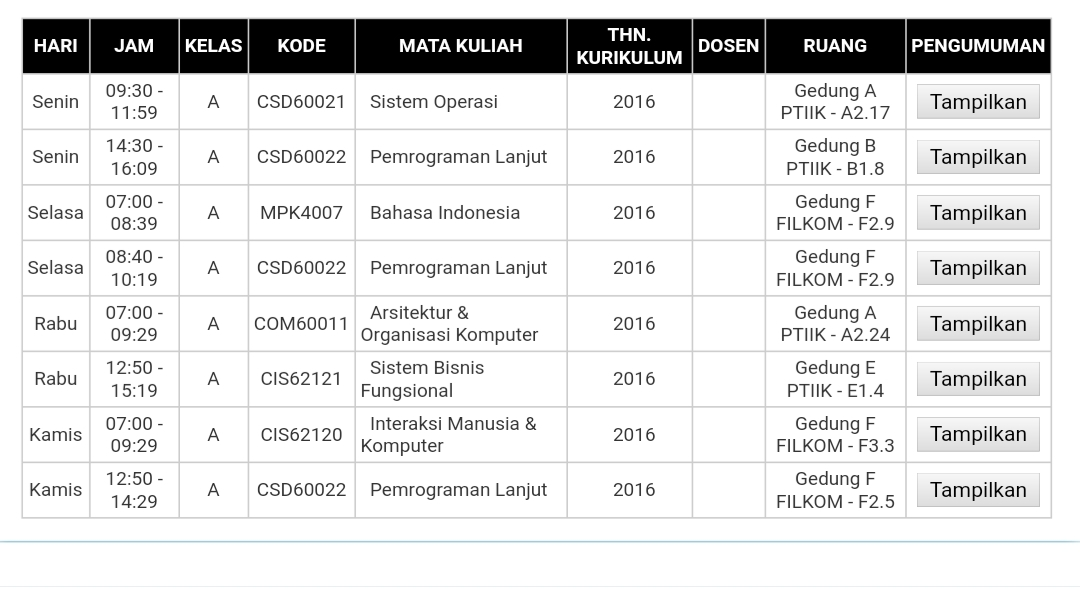 HARI JAM KELAS KODE MATA KULIAH THN. KURIKULUM DOSEN RUANG PENGUMUMAN
Senin 09:30 - 11:59 A CSD60021 Sistem Operasi 2016 Gedung A PTIIK - A2.17 Tampilkan
Senin 14:30 - 16:09 A CSD60022 Pemrograman Lanjut 2016 Gedung B PTIIK - B1.8 Tampilkan
Selasa 07:00 - 08:39 A MPK4007 Bahasa Indonesia 2016 Gedung F FILKOM - F2.9 Tampilkan
Selasa 08:40 - 10:19 A CSD60022 Pemrograman Lanjut 2016 Gedung F FILKOM - F2.9 Tampilkan
Rabu 07:00 - 09:29 A COM60011 Arsitektur & Organisasi Komputer 2016 Gedung A PTIIK - A2.24 Tampilkan
Rabu 12:50 - 15:19 A CIS62121 Sistem Bisnis Fungsional 2016 Gedung E PTIIK - E1.4 Tampilkan
Kamis 07:00 - 09:29 A CIS62120 Interaksi Manusia & Komputer 2016 Gedung F FILKOM - F3.3 Tampilkan
Kamis 12:50 - 14:29 A CSD60022 Pemrograman Lanjut 2016 Gedung F FILKOM - F2.5 Tampilkan